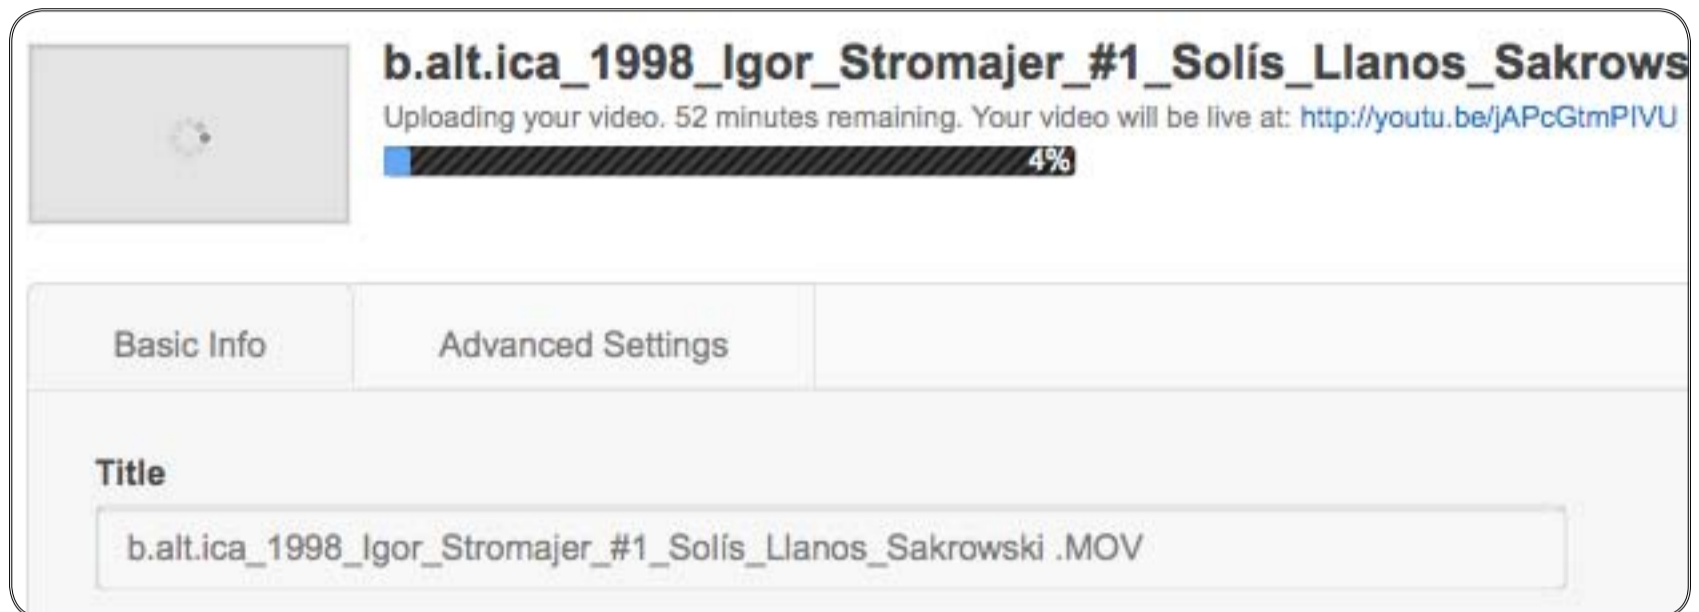 b.alt.ica_1998_Igor_Stromajer_#1_Solís_Llanos_Sakrows
Uploading your video. 52 minutes remaining. Your video will be live at: http://youtu.be/jAPcGtmPIVU
4%
Basic Info Advanced Settings
Title
b.alt.ica_1998_Igor_Stromajer_#1_Solís_Llanos_Sakrowski .MOV